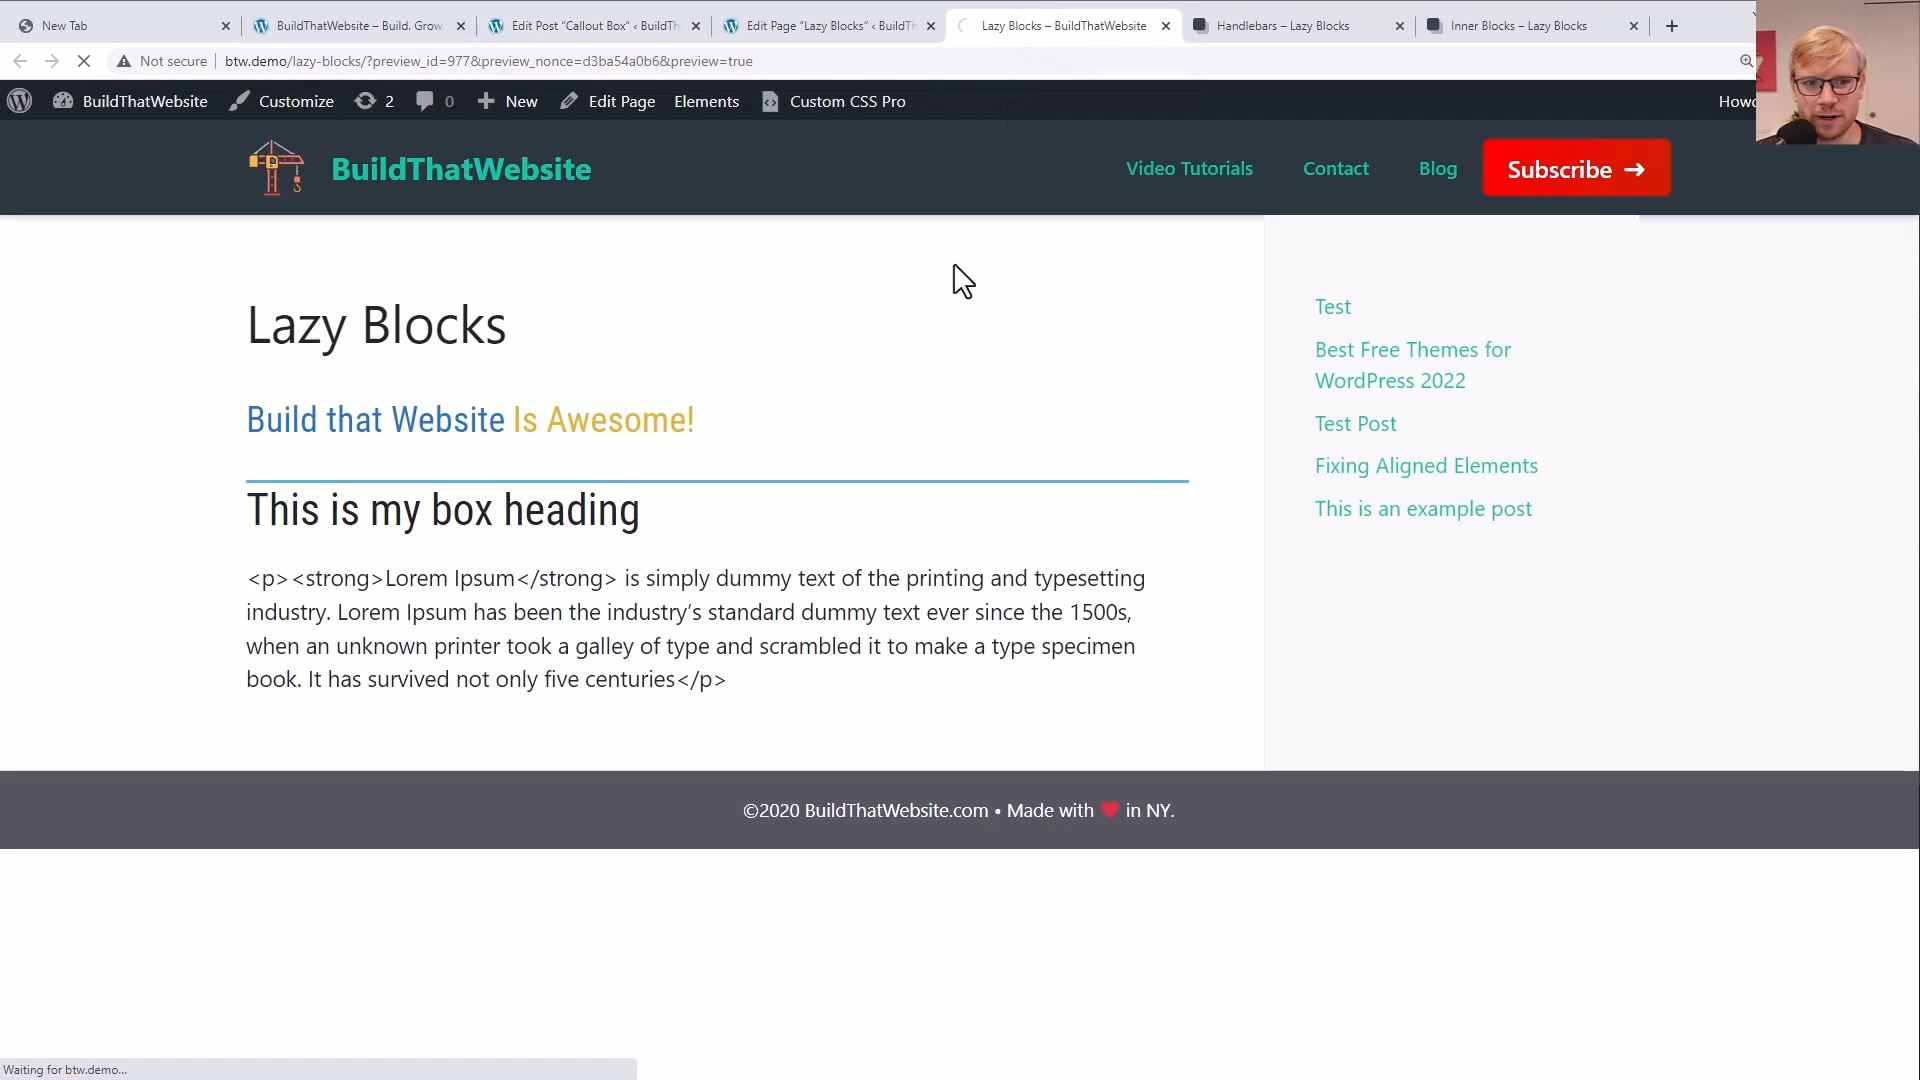 New Tab
BuildThatWebsite – Build. Grow.
Edit Post "Callout Box" ‹ BuildTh
Edit Page "Lazy Blocks" ‹ BuildTh
Lazy Blocks – BuildThatWebsite
Handlebars – Lazy Blocks
Inner Blocks – Lazy Blocks
Not secure
btw.demo/lazy-blocks/?preview_id=977&preview_nonce=d3ba54a0b6&preview=true
BuildThatWebsite
Customize
2
0
New
Edit Page
Elements
Custom CSS Pro
Howd
BuildThatWebsite
Video Tutorials
Contact
Blog
Subscribe →
Lazy Blocks
Build that Website Is Awesome!
This is my box heading
<p><strong>Lorem Ipsum</strong> is simply dummy text of the printing and typesetting
industry. Lorem Ipsum has been the industry’s standard dummy text ever since the 1500s,
when an unknown printer took a galley of type and scrambled it to make a type specimen
book. It has survived not only five centuries</p>
Test
Best Free Themes for
WordPress 2022
Test Post
Fixing Aligned Elements
This is an example post
©2020 BuildThatWebsite.com • Made with ❤ in NY.
Waiting for btw.demo...